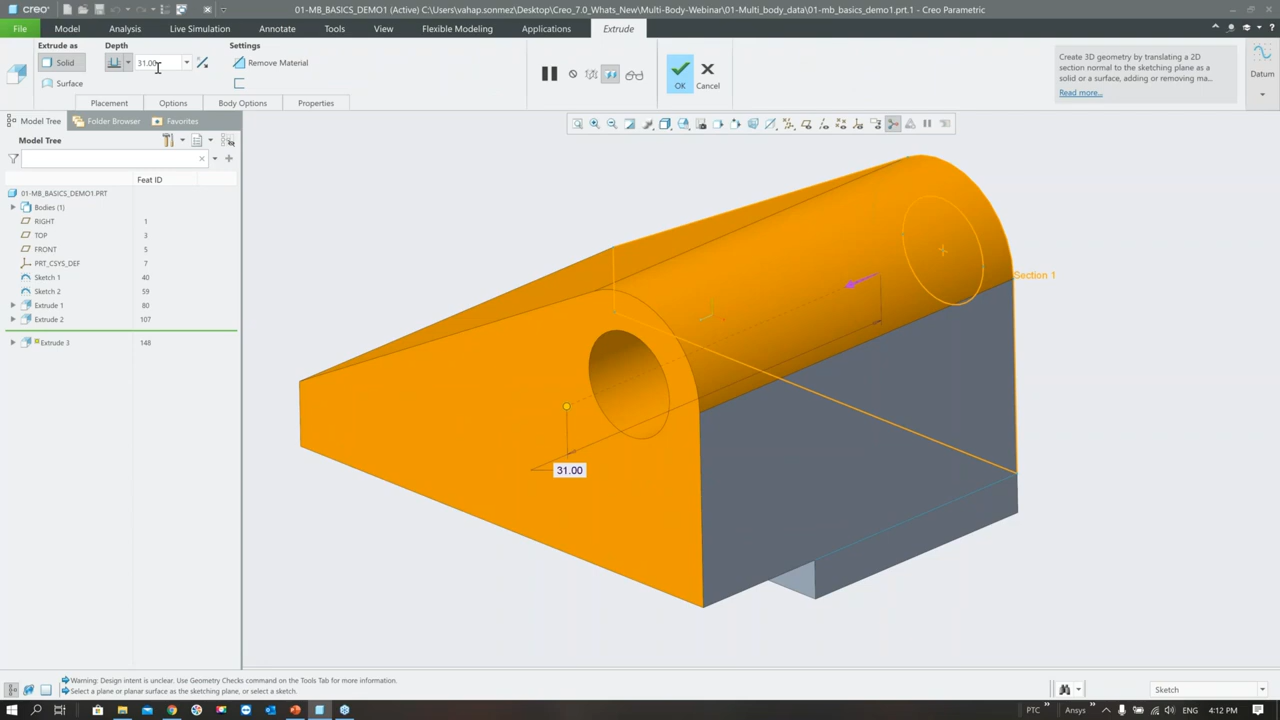 creo
01-MB_BASICS_DEMO1 (Active) C:\Users\vahap.sonmez\Desktop\Creo_7.0_Whats_New\Multi-Body-Webinar\01-Multi_body_data\01-mb_basics_demo1.prt.1 - Creo Parametric
File Model Analysis Live Simulation Annotate Tools View Flexible Modeling Applications Extrude
Extrude as Depth Settings
Solid 31.00 Remove Material
Surface
OK Cancel
Placement Options Body Options Properties
Create 3D geometry by translating a 2D
section normal to the sketching plane as
a solid or a surface, adding or removing ma...
Read more...
Datum
Model Tree Folder Browser Favorites
Model Tree
Feat ID
01-MB_BASICS_DEMO1.PRT
Bodies (1)
RIGHT 1
TOP 3
FRONT 5
PRT_CSYS_DEF 7
Sketch 1 40
Sketch 2 59
Extrude 1 80
Extrude 2 107
Extrude 3 148
Section 1
31.00
Warning: Design intent is unclear. Use Geometry Checks command on the Tools Tab for more information.
Select a plane or planar surface as the sketching plane, or select a sketch.
Sketch
PTC Ansys ENG 4:12 PM